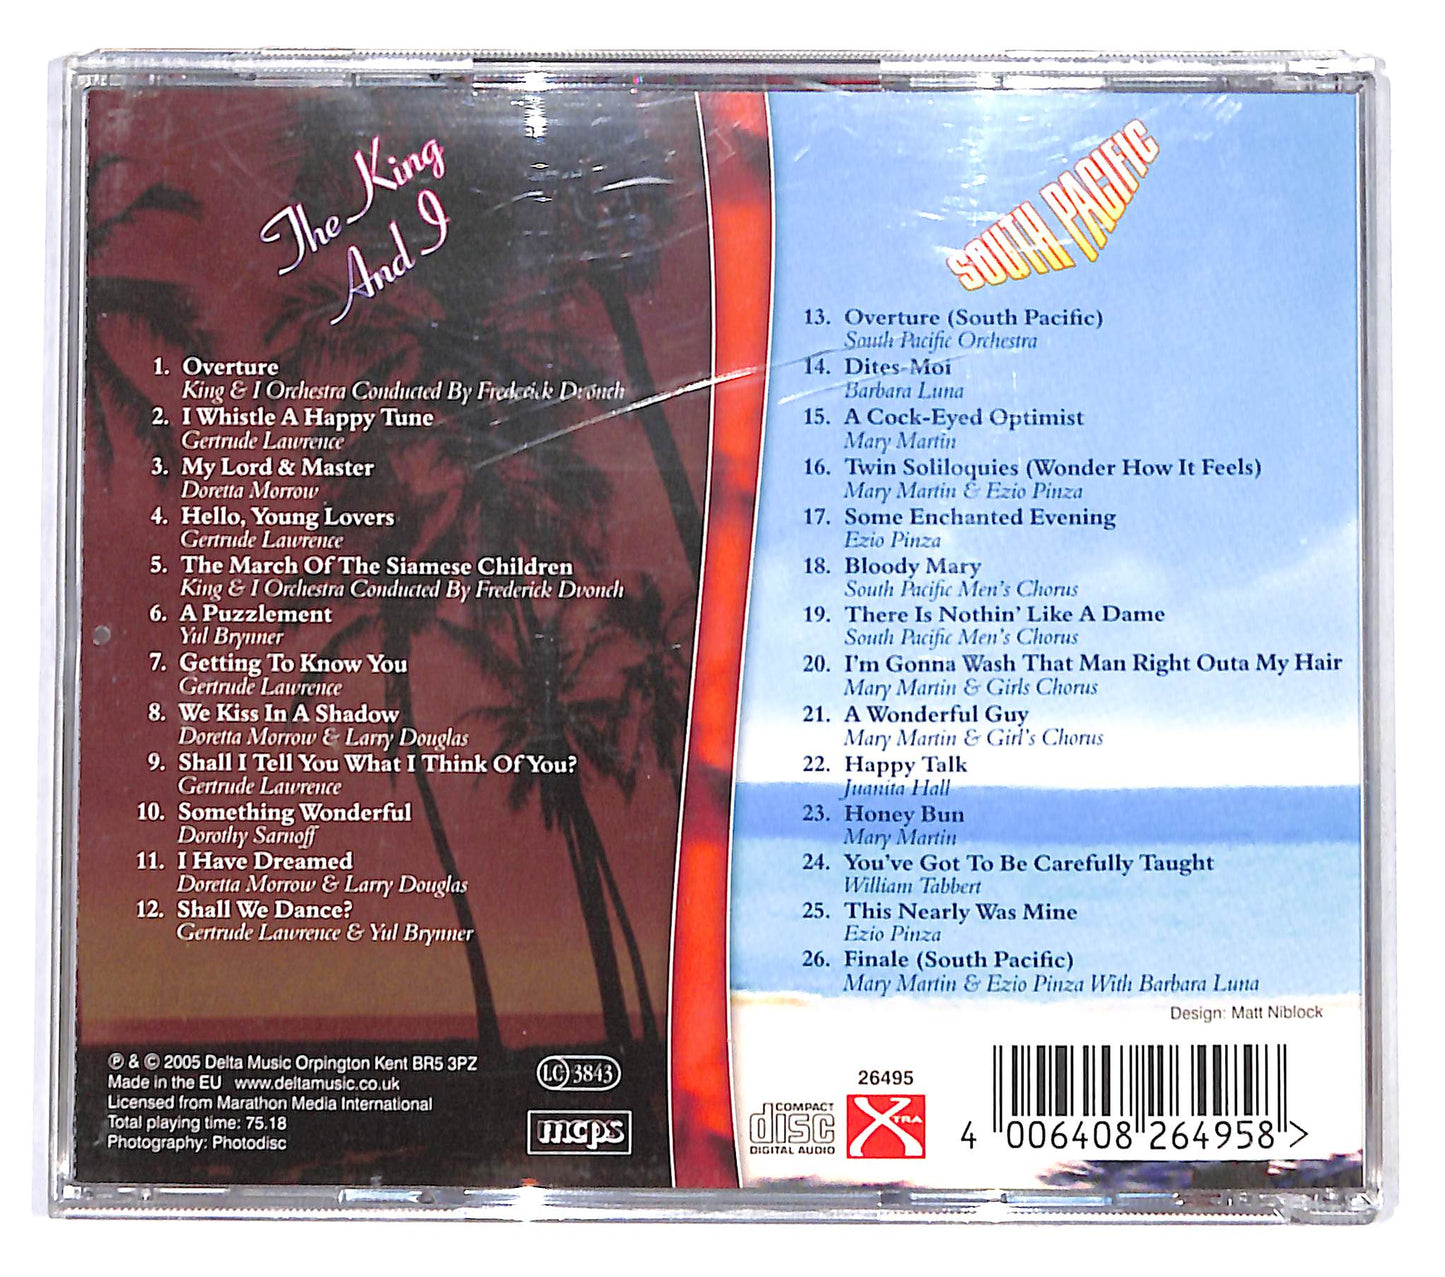 The King
And I
1. Overture
King & I Orchestra Conducted By Frederick Dvonch
2. I Whistle A Happy Tune
Gertrude Lawrence
3. My Lord & Master
Doretta Morrow
4. Hello, Young Lovers
Gertrude Lawrence
5. The March Of The Siamese Children
King & I Orchestra Conducted By Frederick Dvonch
6. A Puzzlement
Yul Brynner
7. Getting To Know You
Gertrude Lawrence
8. We Kiss In A Shadow
Doretta Morrow & Larry Douglas
9. Shall I Tell You What I Think Of You?
Gertrude Lawrence
10. Something Wonderful
Dorothy Sarnoff
11. I Have Dreamed
Doretta Morrow & Larry Douglas
12. Shall We Dance?
Gertrude Lawrence & Yul Brynner
℗ & © 2005 Delta Music Orpington Kent BR5 3PZ
Made in the EU www.deltamusic.co.uk
Licensed from Marathon Media International
Total playing time: 75.18
Photography: Photodisc
LC 3843
mcps
SOUTH PACIFIC
13. Overture (South Pacific)
South Pacific Orchestra
14. Dites-Moi
Barbara Luna
15. A Cock-Eyed Optimist
Mary Martin
16. Twin Soliloquies (Wonder How It Feels)
Mary Martin & Ezio Pinza
17. Some Enchanted Evening
Ezio Pinza
18. Bloody Mary
South Pacific Men's Chorus
19. There Is Nothin' Like A Dame
South Pacific Men's Chorus
20. I'm Gonna Wash That Man Right Outa My Hair
Mary Martin & Girls Chorus
21. A Wonderful Guy
Mary Martin & Girl's Chorus
22. Happy Talk
Juanita Hall
23. Honey Bun
Mary Martin
24. You've Got To Be Carefully Taught
William Tabbert
25. This Nearly Was Mine
Ezio Pinza
26. Finale (South Pacific)
Mary Martin & Ezio Pinza With Barbara Luna
Design: Matt Niblock
COMPACT
disc
DIGITAL AUDIO
26495
XTRA
4 006408 264958 >